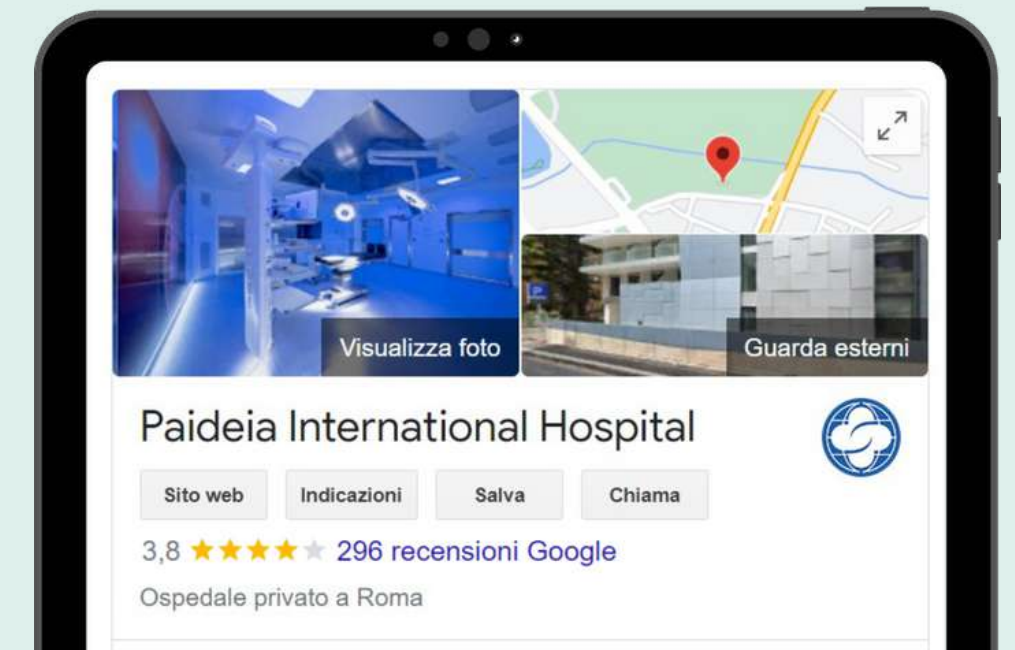 Visualizza foto
Guarda esterni
Paideia International Hospital
Sito web
Indicazioni
Salva
Chiama
3,8
296 recensioni Google
Ospedale privato a Roma